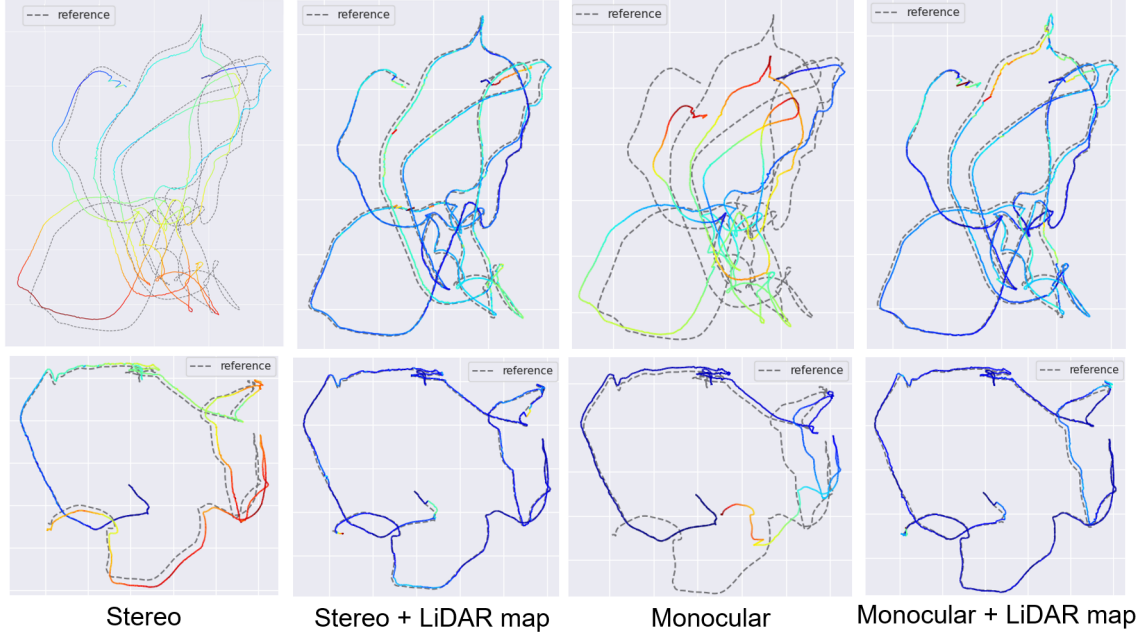 reference
reference
reference
reference
reference
reference
reference
reference
Stereo
Stereo + LiDAR map
Monocular
Monocular + LiDAR map